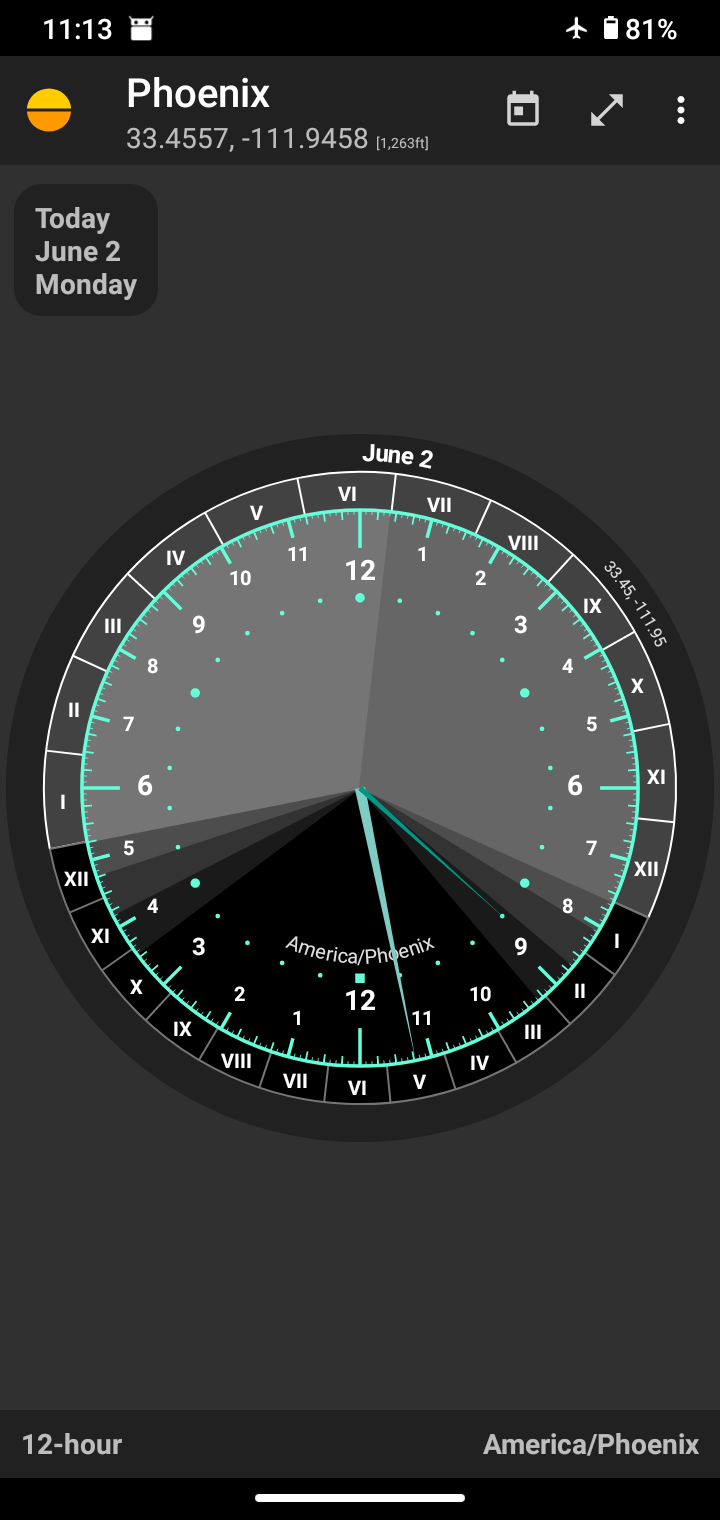 11:13
81%
Phoenix
33.4557, -111.9458 [1,263ft]
Today
June 2
Monday
June 2
VI
VII
VIII
IX
X
XI
XII
I
II
III
IV
V
VI
VII
VIII
IX
X
XI
XII
I
II
III
IV
V
33.45, -111.95
12
1
2
3
4
5
6
7
8
9
10
11
12
1
2
3
4
5
6
7
8
9
10
11
America/Phoenix
12-hour
America/Phoenix